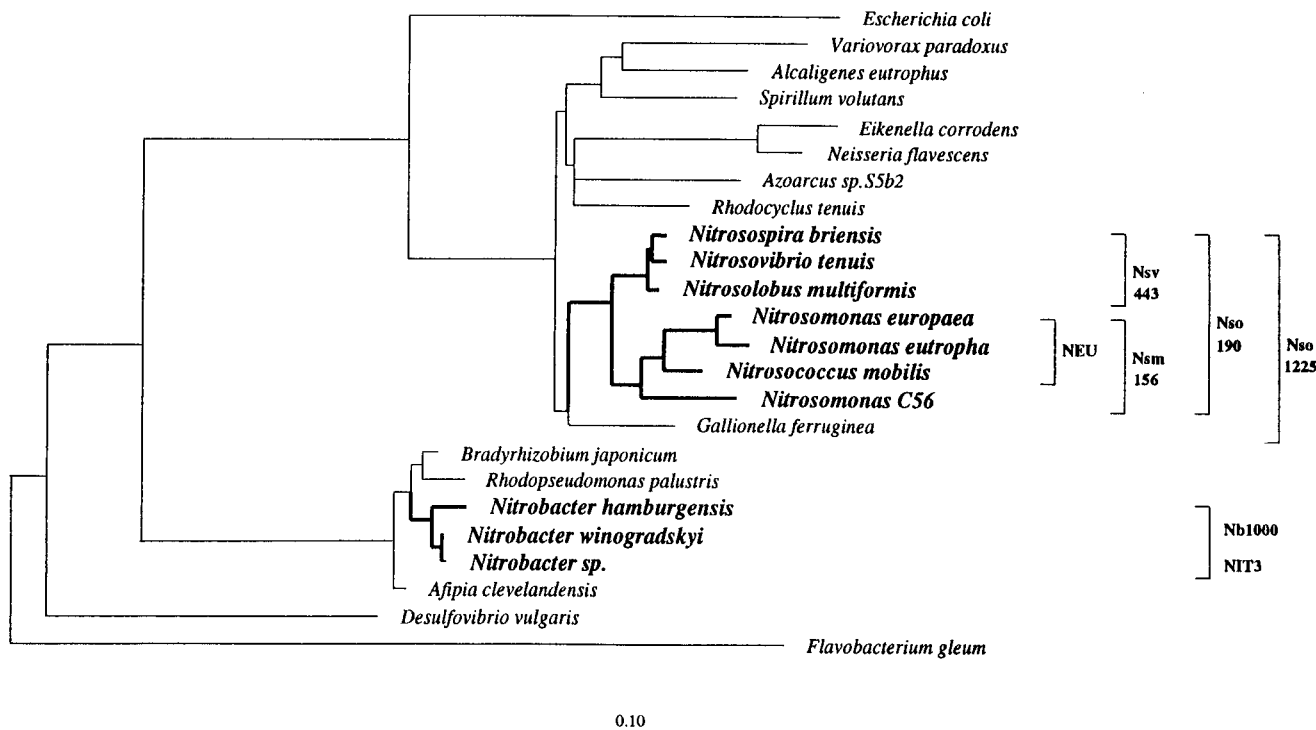 Escherichia coli
Variovorax paradoxus
Alcaligenes eutrophus
Spirillum volutans
Eikenella corrodens
Neisseria flavescens
Azoarcus sp.S5b2
Rhodocyclus tenuis
Nitrosospira briensis
Nitrosovibrio tenuis
Nitrosolobus multiformis
Nitrosomonas europaea
Nitrosomonas eutropha
Nitrosococcus mobilis
Nitrosomonas C56
Gallionella ferruginea
Bradyrhizobium japonicum
Rhodopseudomonas palustris
Nitrobacter hamburgensis
Nitrobacter winogradskyi
Nitrobacter sp.
Afipia clevelandensis
Desulfovibrio vulgaris
Flavobacterium gleum
NEU
Nsv
443
Nsm
156
Nso
190
Nso
1225
Nb1000
NIT3
0.10